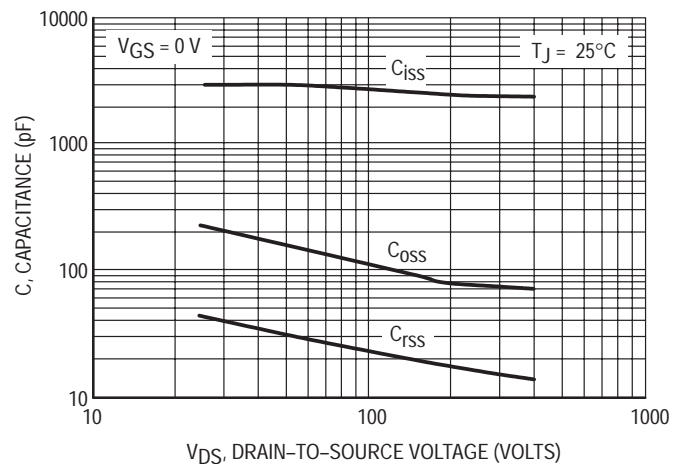 10000
VGS = 0 V
TJ = 25°C
Ciss
1000
C, CAPACITANCE (pF)
Coss
100
Crss
10
10
100
1000
VDS, DRAIN–TO–SOURCE VOLTAGE (VOLTS)